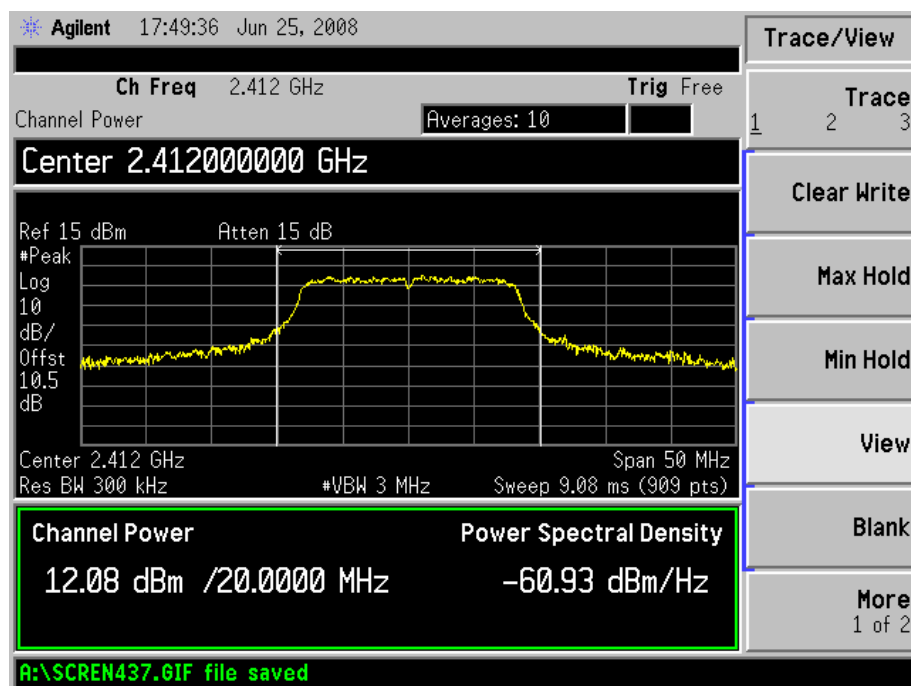 Agilent 17:49:36 Jun 25, 2008
Trace/View
Ch Freq 2.412 GHz Trig Free
Channel Power Averages: 10
Center 2.412000000 GHz
Ref 15 dBm Atten 15 dB
#Peak
Log
10
dB/
Offst
10.5
dB
Center 2.412 GHz Span 50 MHz
Res BW 300 kHz #VBW 3 MHz Sweep 9.08 ms (909 pts)
Channel Power Power Spectral Density
12.08 dBm /20.0000 MHz -60.93 dBm/Hz
A:\SCREN437.GIF file saved
Trace
1 2 3
Clear Write
Max Hold
Min Hold
View
Blank
More
1 of 2